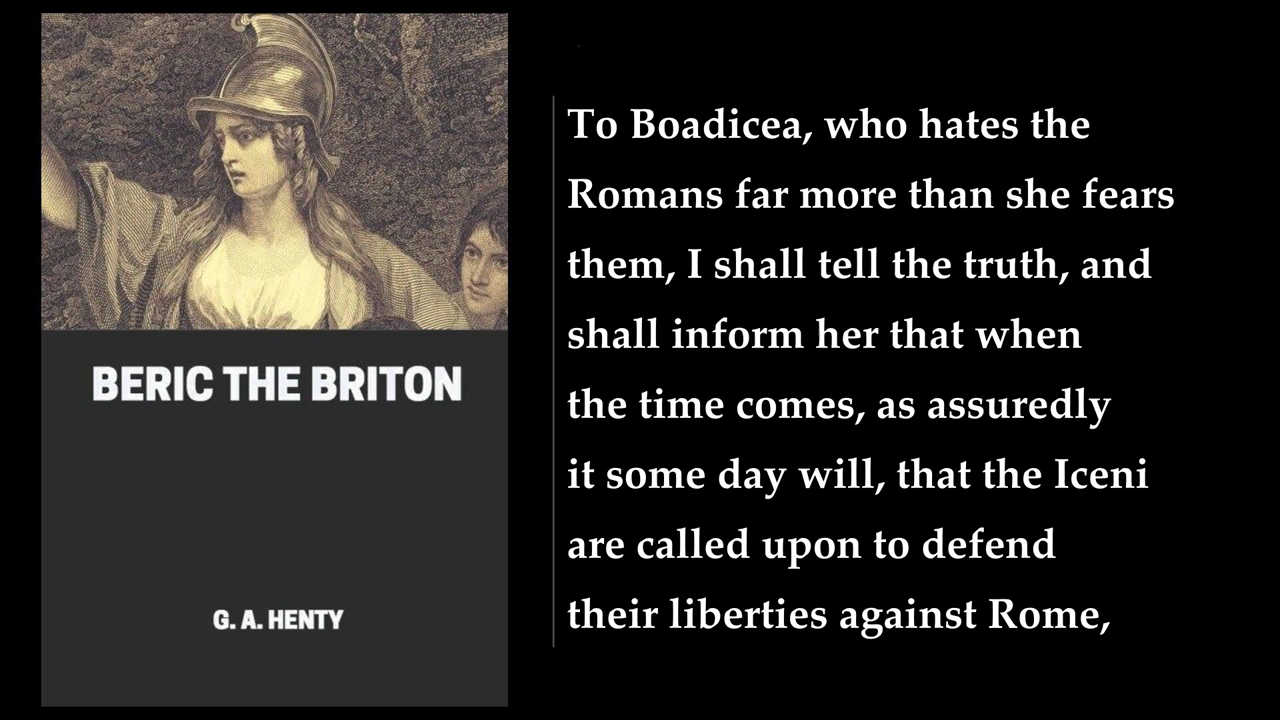 BERIC THE BRITON
G. A. HENTY
To Boadicea, who hates the
Romans far more than she fears
them, I shall tell the truth, and
shall inform her that when
the time comes, as assuredly
it some day will, that the Iceni
are called upon to defend
their liberties against Rome,